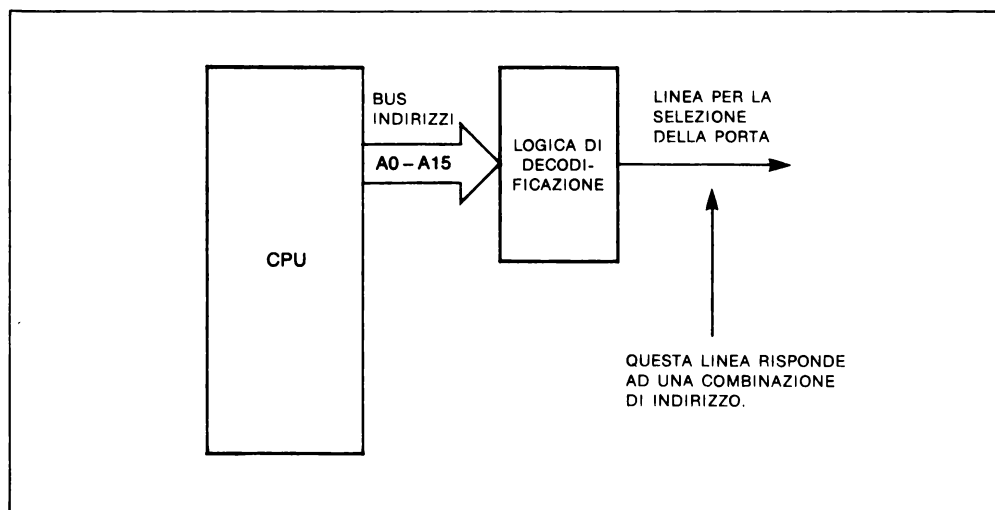 BUS
INDIRIZZI
A0 – A15
CPU
LOGICA DI
DECODI-
FICAZIONE
LINEA PER LA
SELEZIONE
DELLA PORTA
QUESTA LINEA RISPONDE
AD UNA COMBINAZIONE
DI INDIRIZZO.